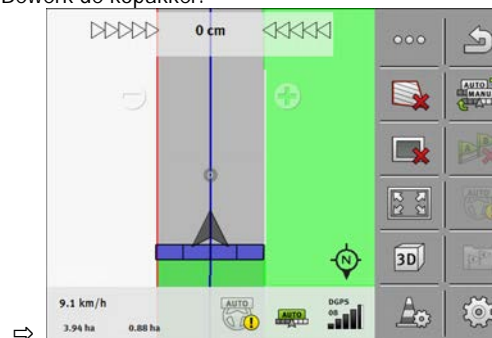 0 cm
AUTO
MANU
3D
9.1 km/h
3.94 ha
0.88 ha
AUTO
AUTO
DGPS
08
N